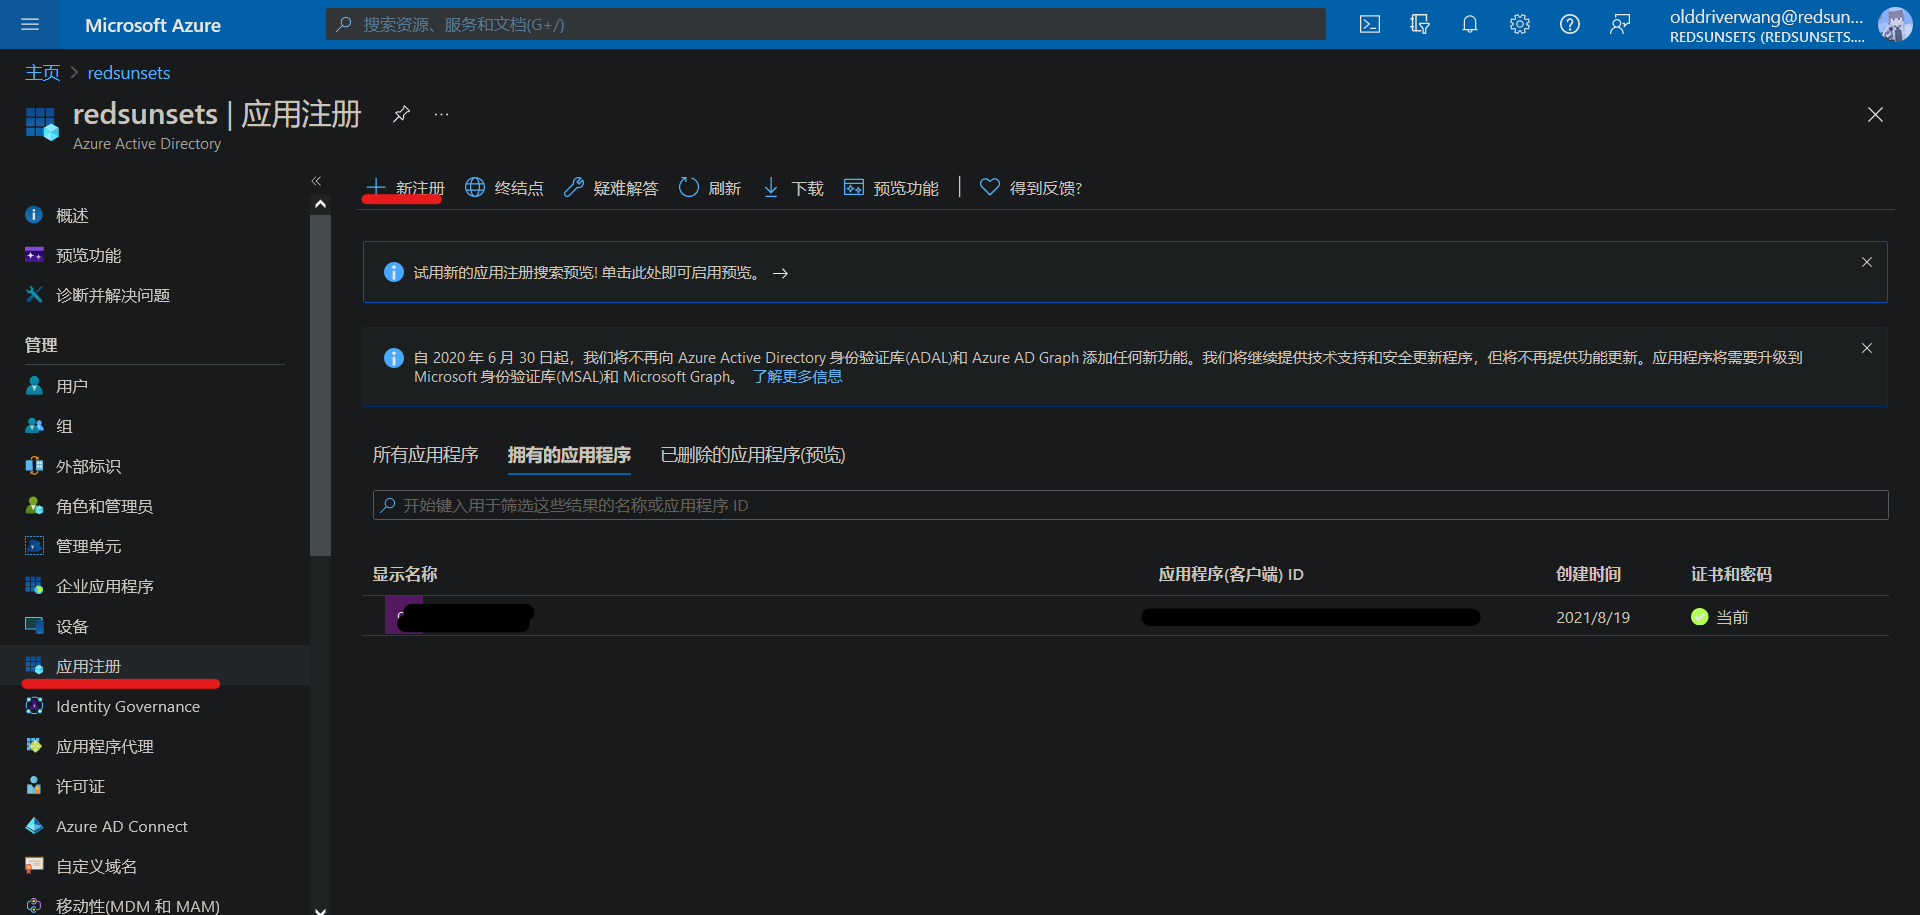 Microsoft Azure
搜索资源、服务和文档(G+/)
olddriverwang@redsun...
REDSUNSETS (REDSUNSETS....
主页 > redsunsets
redsunsets | 应用注册
...
Azure Active Directory
概述
预览功能
诊断并解决问题
管理
用户
组
外部标识
角色和管理员
管理单元
企业应用程序
设备
应用注册
Identity Governance
应用程序代理
许可证
Azure AD Connect
自定义域名
移动性(MDM 和 MAM)
新注册 终结点 疑难解答 刷新 下载 预览功能 | 得到反馈?
试用新的应用注册搜索预览! 单击此处即可启用预览。 →
自 2020 年 6 月 30 日起，我们将不再向 Azure Active Directory 身份验证库(ADAL)和 Azure AD Graph 添加任何新功能。我们将继续提供技术支持和安全更新程序，但将不再提供功能更新。应用程序将需要升级到
Microsoft 身份验证库(MSAL)和 Microsoft Graph。 了解更多信息
所有应用程序 拥有的应用程序 已删除的应用程序(预览)
开始键入用于筛选这些结果的名称或应用程序 ID
显示名称 应用程序(客户端) ID 创建时间 证书和密码
2021/8/19 当前